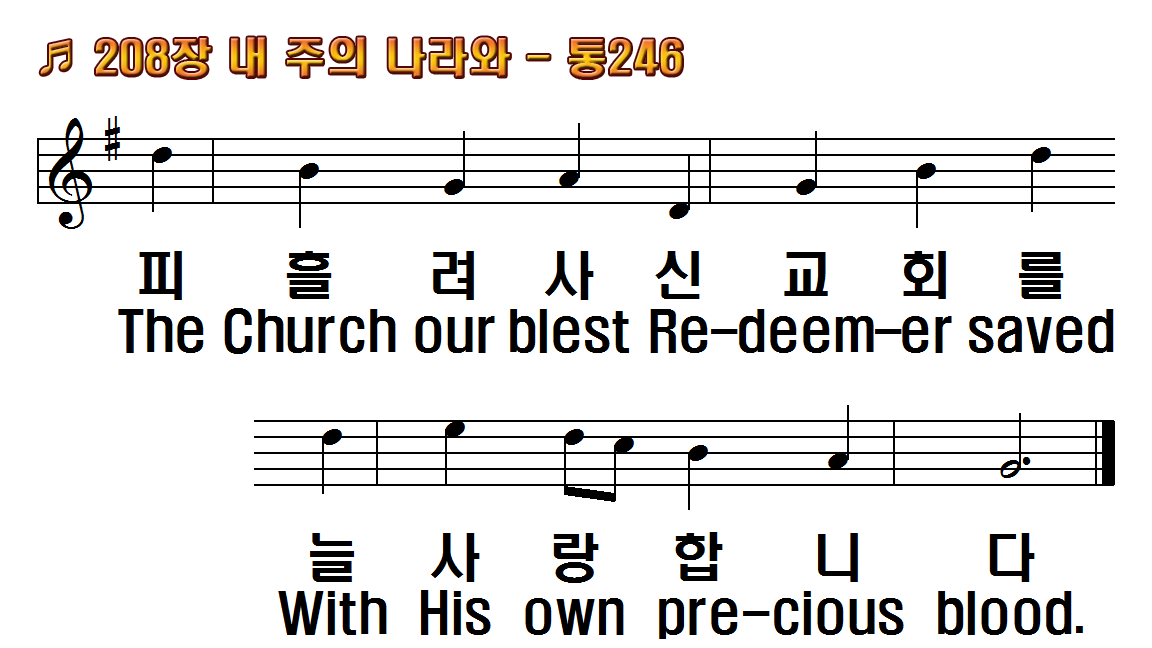 ♬ 208장 내 주의 나라와 - 통246
피 흘 려 사 신 교 회 를
The Church our blest Re-deem-er saved
늘 사 랑 합 니 다
With His own pre-cious blood.